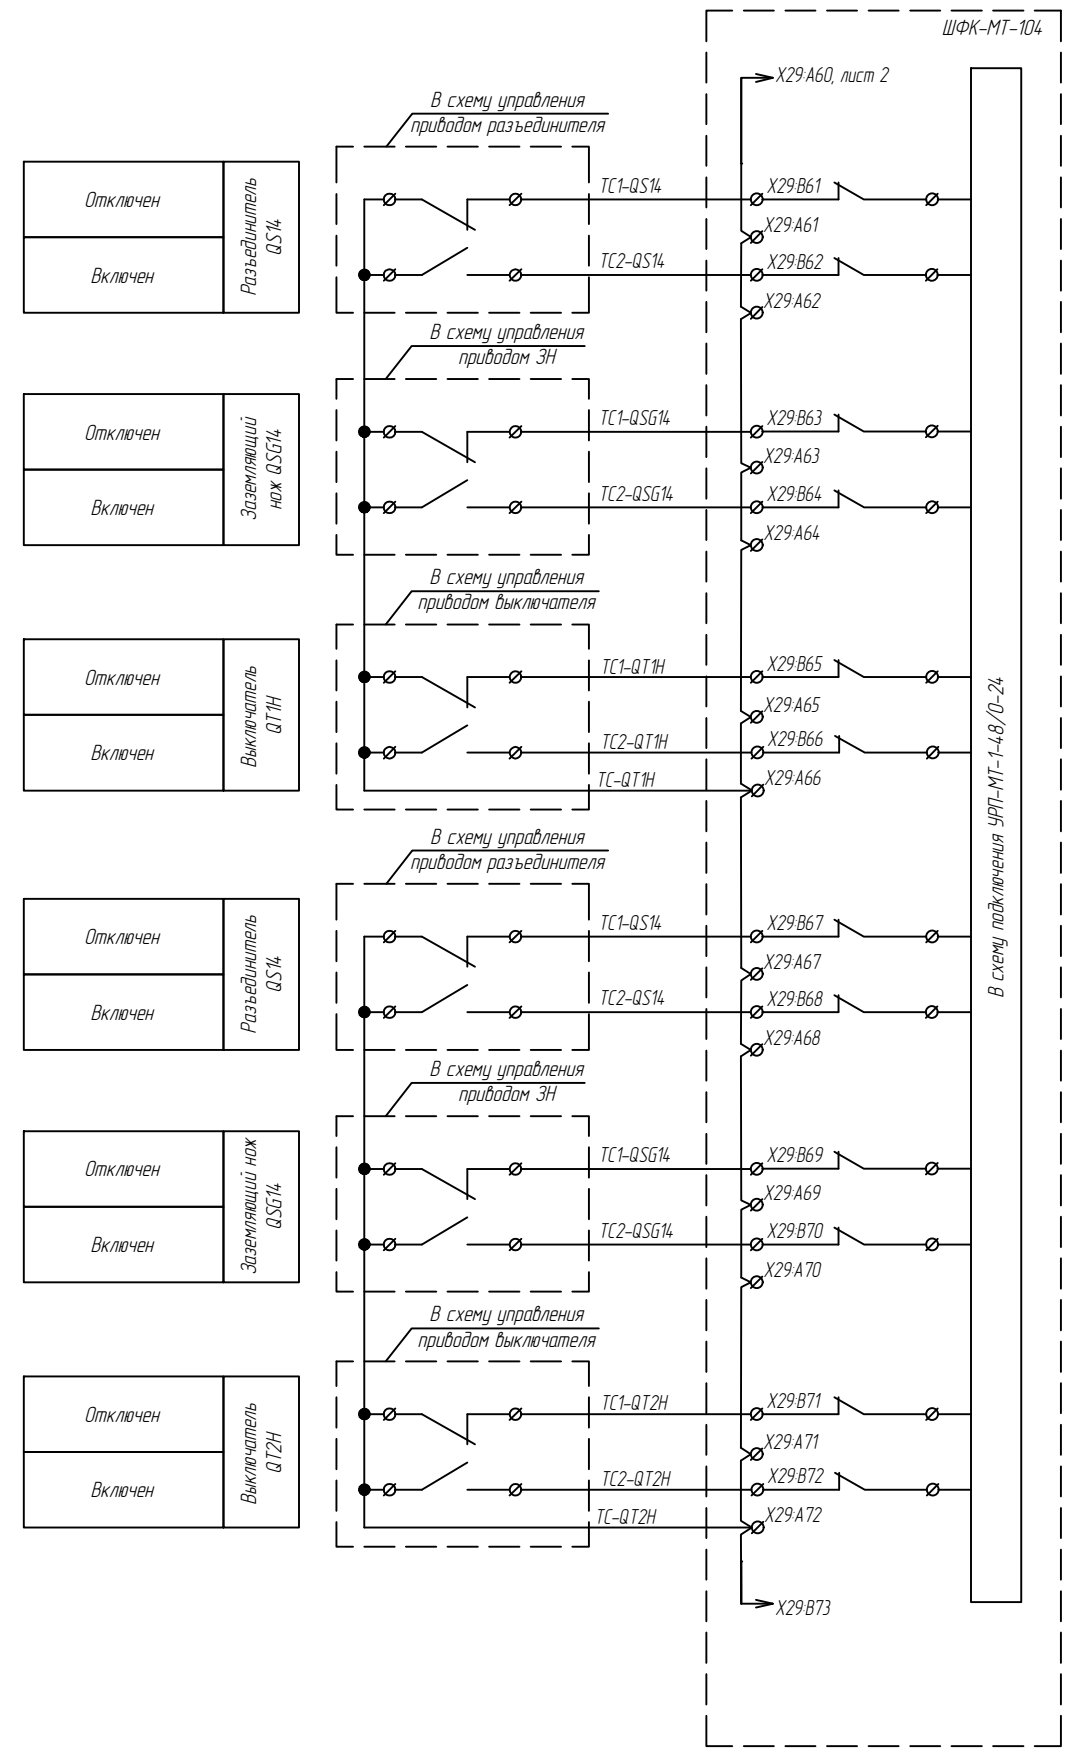 ШФК-МТ-104
X29:A60, лист 2
В схему управления
приводом разъединителя
Отключен
Включен
Разъединитель
QS14
TC1-QS14
X29:B61
X29:A61
TC2-QS14
X29:B62
X29:A62
В схему управления
приводом ЗН
Отключен
Включен
Заземляющий
нож QSG14
TC1-QSG14
X29:B63
X29:A63
TC2-QSG14
X29:B64
X29:A64
В схему управления
приводом выключателя
Отключен
Включен
Выключатель
QT1H
TC1-QT1H
X29:B65
X29:A65
TC2-QT1H
X29:B66
TC-QT1H
X29:A66
В схему подключения УРП-МТ-1-48/0-24
В схему управления
приводом разъединителя
Отключен
Включен
Разъединитель
QS14
TC1-QS14
X29:B67
X29:A67
TC2-QS14
X29:B68
X29:A68
В схему управления
приводом ЗН
Отключен
Включен
Заземляющий нож
QSG14
TC1-QSG14
X29:B69
X29:A69
TC2-QSG14
X29:B70
X29:A70
В схему управления
приводом выключателя
Отключен
Включен
Выключатель
QT2H
TC1-QT2H
X29:B71
X29:A71
TC2-QT2H
X29:B72
TC-QT2H
X29:A72
X29:B73